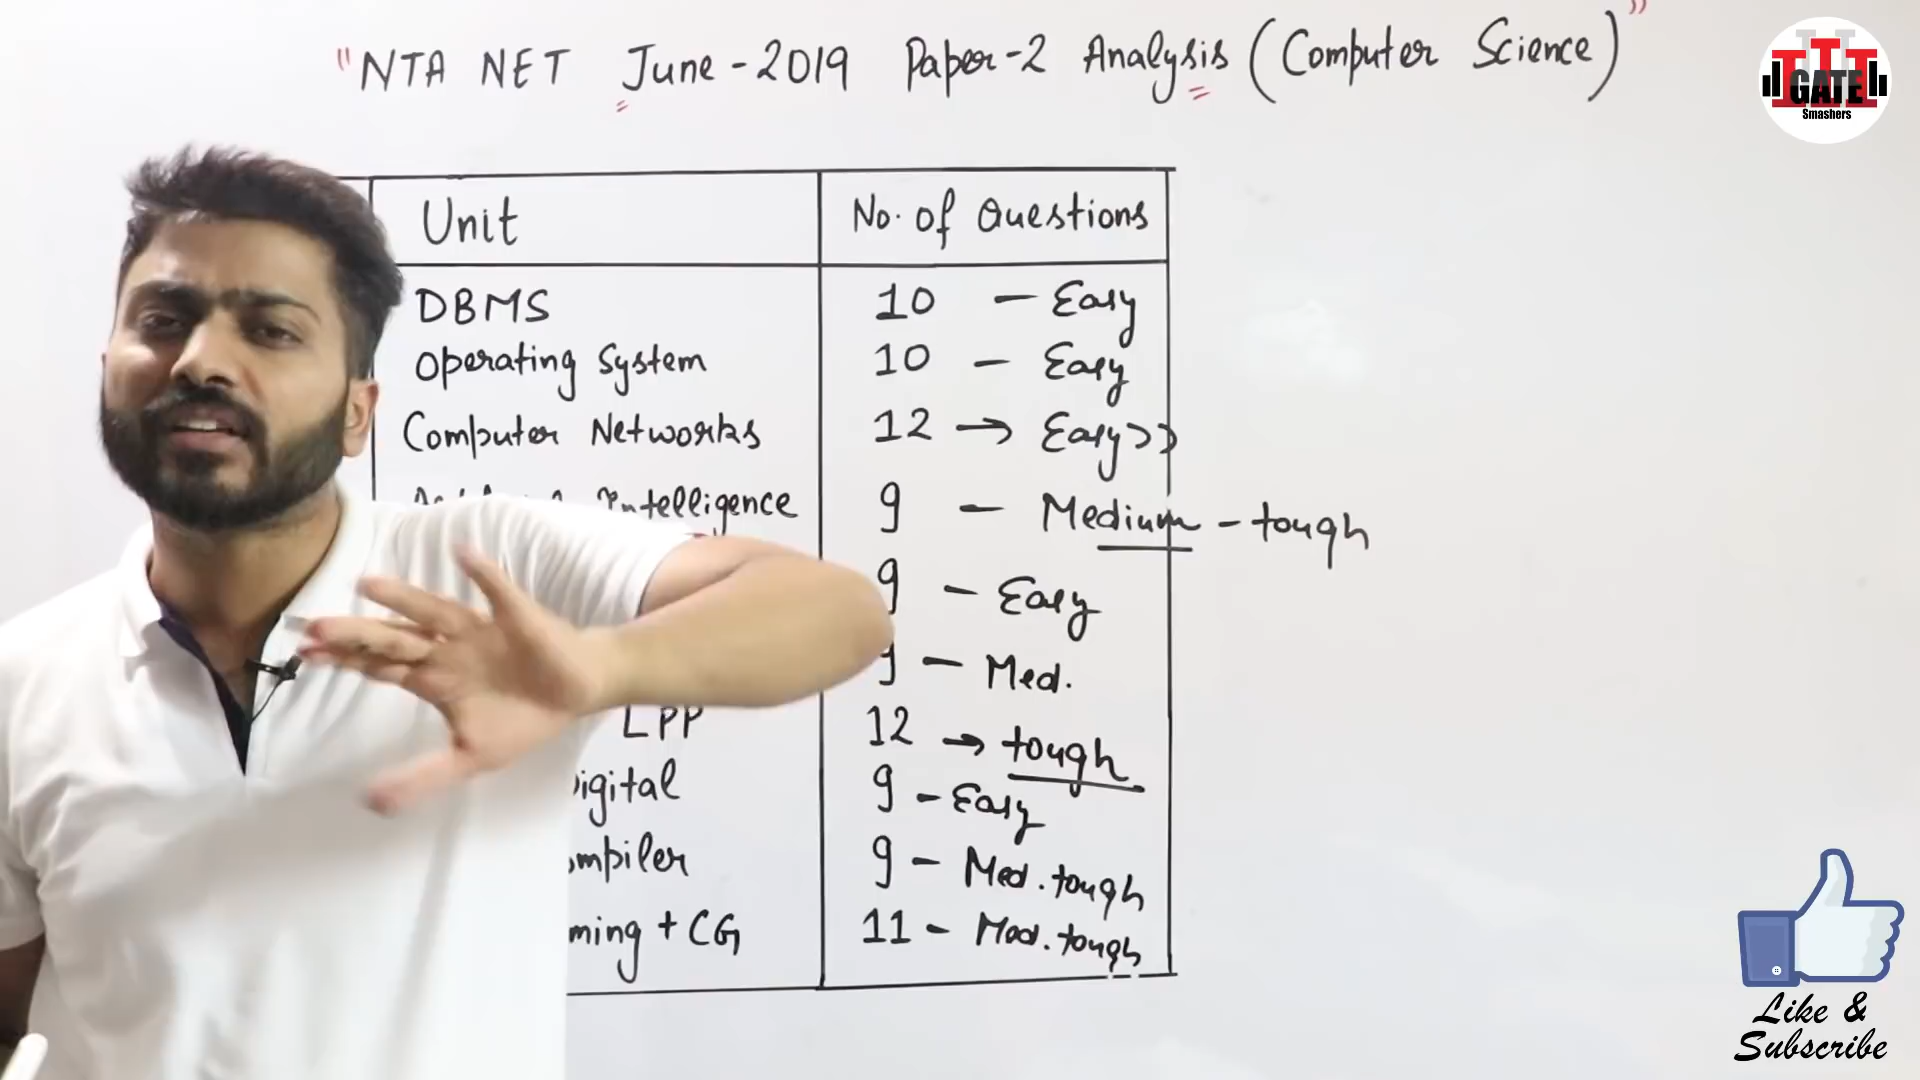 "NTA NET June-2019 Paper-2 Analysis (Computer Science)"
GATE
Smashers
Unit No. of Questions
DBMS 10 - Easy
Operating System 10 - Easy
Computer Networks 12 → Easy>>
Intelligence 9 - Medium - tough
9 - Easy
9 - Med.
LPP 12 → tough
igital 9 - Easy
mpiler 9 - Med. tough
ming + CG 11 - Med. tough
Like &
Subscribe